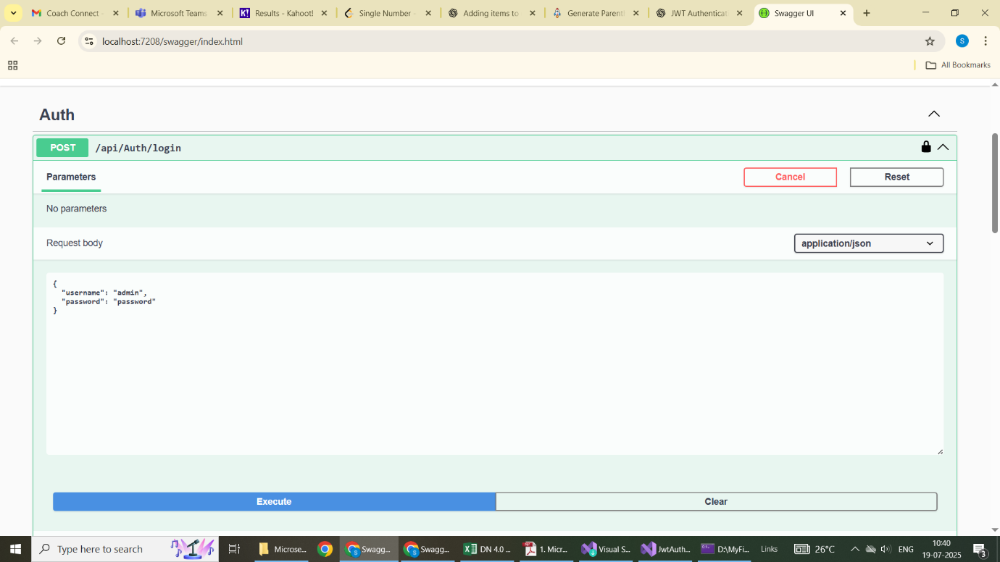 Coach Connect -
Microsoft Teams
K!
Results - Kahoot!
Single Number -
Adding items to
Generate Parent
JWT Authenticat
Swagger UI
localhost:7208/swagger/index.html
S
All Bookmarks
Auth
POST
/api/Auth/login
Parameters
Cancel
Reset
No parameters
Request body
application/json
{
"username": "admin",
"password": "password"
}
Execute
Clear
Type here to search
Microse...
Swagg...
Swagg...
DN 4.0 ...
1. Micr...
Visual S...
JwtAuth...
D:\MyFi...
Links
26°C
ENG
10:40
19-07-2025
3